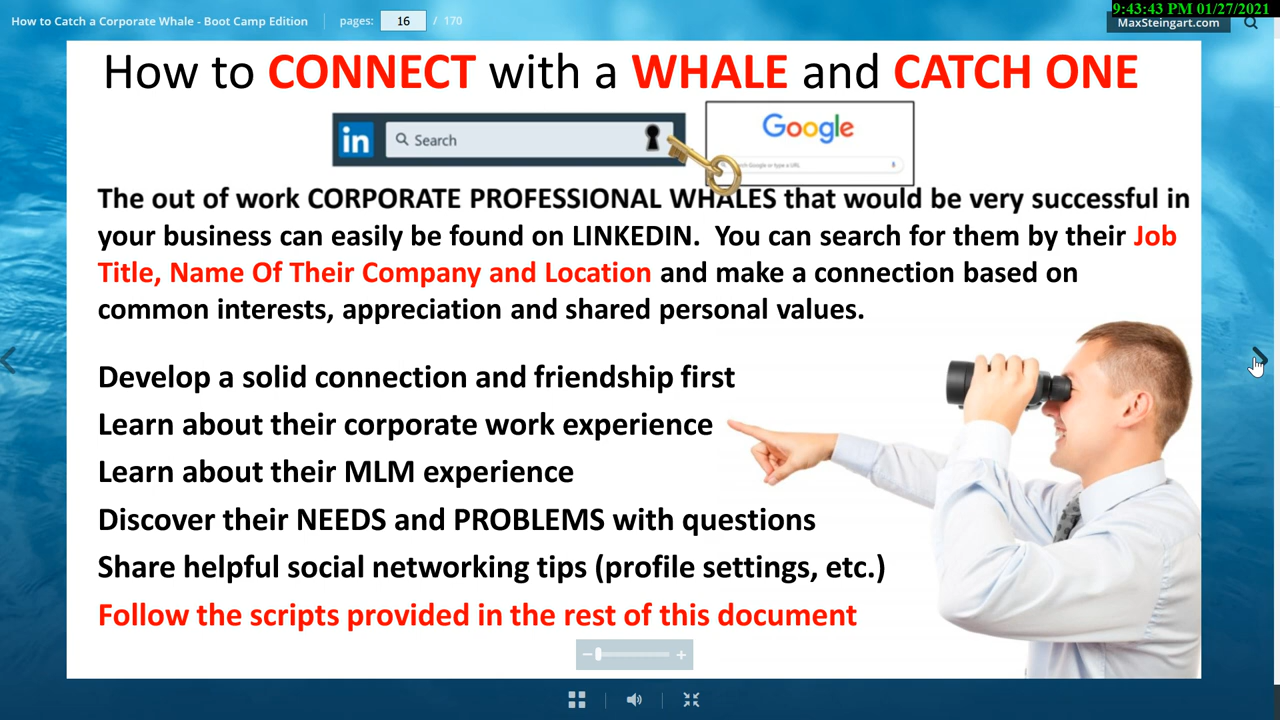 9:43:43 PM 01/27/2021
How to Catch a Corporate Whale - Boot Camp Edition pages: 16 / 170
MaxSteingart.com
How to CONNECT with a WHALE and CATCH ONE
Google
in Search
The out of work CORPORATE PROFESSIONAL WHALES that would be very successful in
your business can easily be found on LINKEDIN. You can search for them by their Job
Title, Name Of Their Company and Location and make a connection based on
common interests, appreciation and shared personal values.
Develop a solid connection and friendship first
Learn about their corporate work experience
Learn about their MLM experience
Discover their NEEDS and PROBLEMS with questions
Share helpful social networking tips (profile settings, etc.)
Follow the scripts provided in the rest of this document